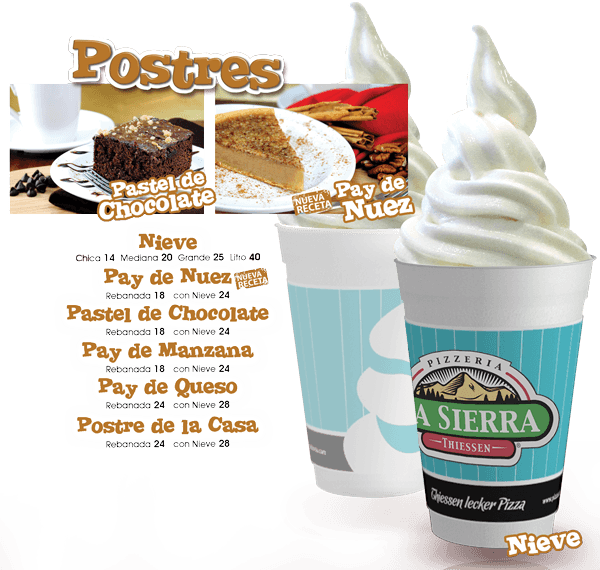 Postres
Pastel de
Chocolate
NUEVA
RECETA
Pay de
Nuez
Nieve
Chica 14 Mediana 20 Grande 25 Litro 40
Pay de Nuez NUEVA RECETA
Rebanada 18 con Nieve 24
Pastel de Chocolate
Rebanada 18 con Nieve 24
Pay de Manzana
Rebanada 18 con Nieve 24
Pay de Queso
Rebanada 24 con Nieve 28
Postre de la Casa
Rebanada 24 con Nieve 28
PIZZERIA
A SIERRA
THIESSEN
Thiessen lecker Pizza
Nieve